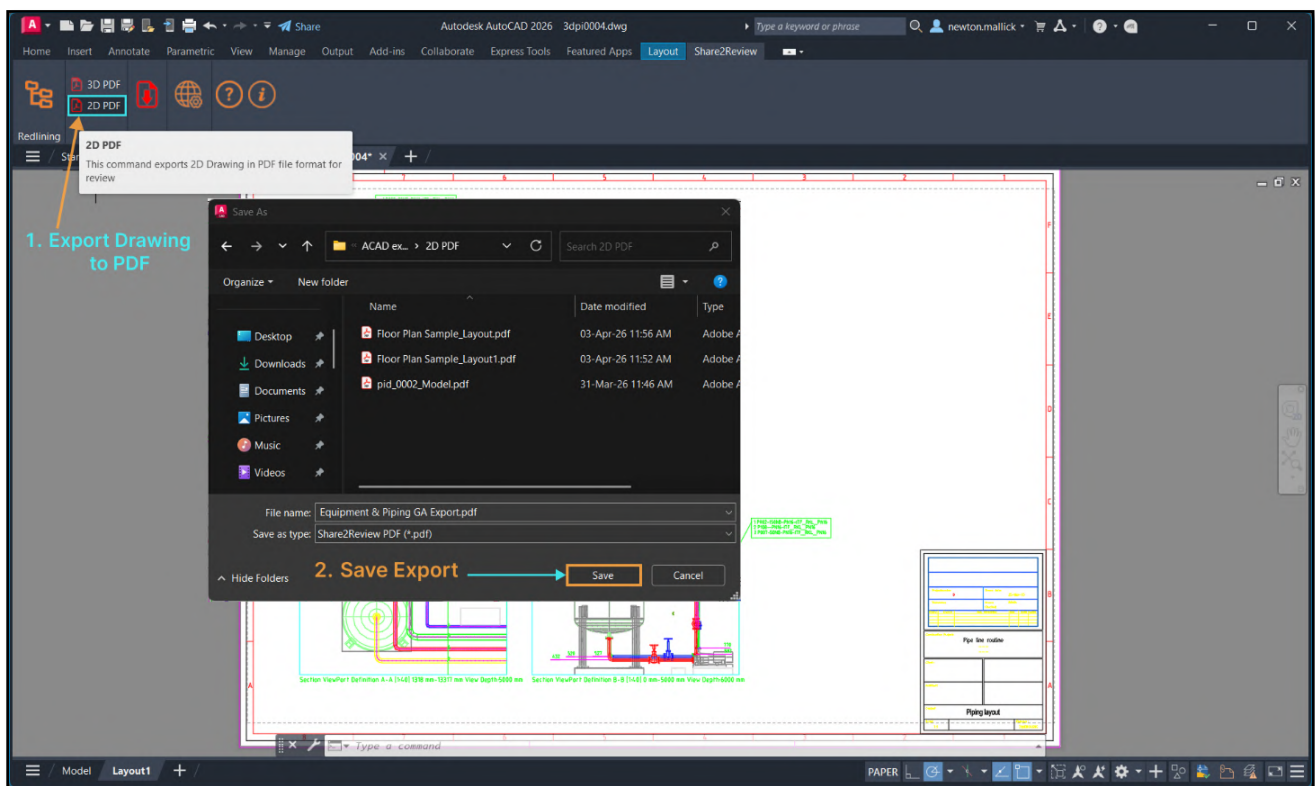 Share
Autodesk AutoCAD 2026 3dpi0004.dwg
Type a keyword or phrase
newton.mallick
Home Insert Annotate Parametric View Manage Output Add-ins Collaborate Express Tools Featured Apps Layout Share2Review
3D PDF
2D PDF
Redlining
2D PDF
This command exports 2D Drawing in PDF file format for
review
004*
1. Export Drawing
to PDF
Save As
ACAD ex... > 2D PDF
Search 2D PDF
Organize
New folder
Name Date modified Type
Desktop
Downloads
Documents
Pictures
Music
Videos
Floor Plan Sample_Layout.pdf 03-Apr-26 11:56 AM Adobe A
Floor Plan Sample_Layout1.pdf 03-Apr-26 11:52 AM Adobe A
pid_0002_Model.pdf 31-Mar-26 11:46 AM Adobe A
File name: Equipment & Piping GA Export.pdf
Save as type: Share2Review PDF (*.pdf)
Hide Folders
2. Save Export
Save Cancel
Pipe line routine
Piping layout
Section ViewPort Definition A-A
Section ViewPort Definition B-B
Type a command
Model Layout1
PAPER